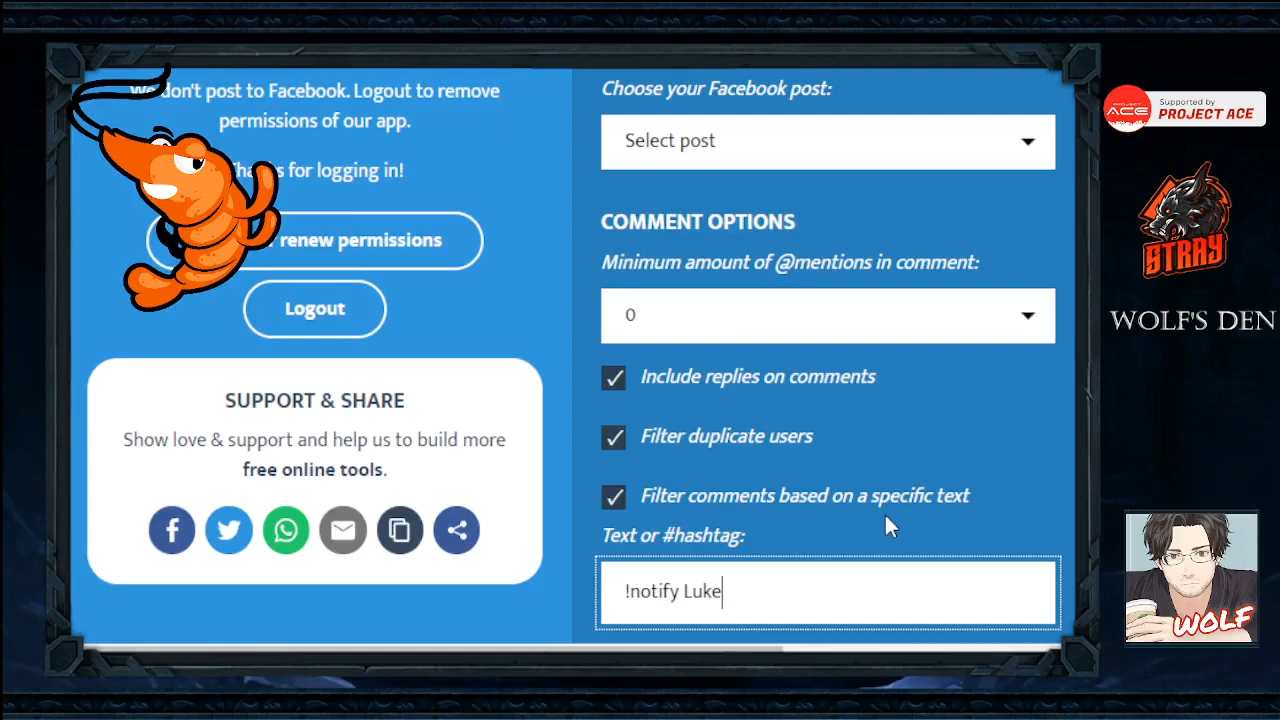 We don't post to Facebook. Logout to remove
permissions of our app.
Thanks for logging in!
renew permissions
Logout
SUPPORT & SHARE
Show love & support and help us to build more
free online tools.
Choose your Facebook post:
Select post
COMMENT OPTIONS
Minimum amount of @mentions in comment:
0
Include replies on comments
Filter duplicate users
Filter comments based on a specific text
Text or #hashtag:
!notify Luke
PROJECT
ACE
Supported by
PROJECT ACE
STRAY
WOLF'S DEN
WOLF